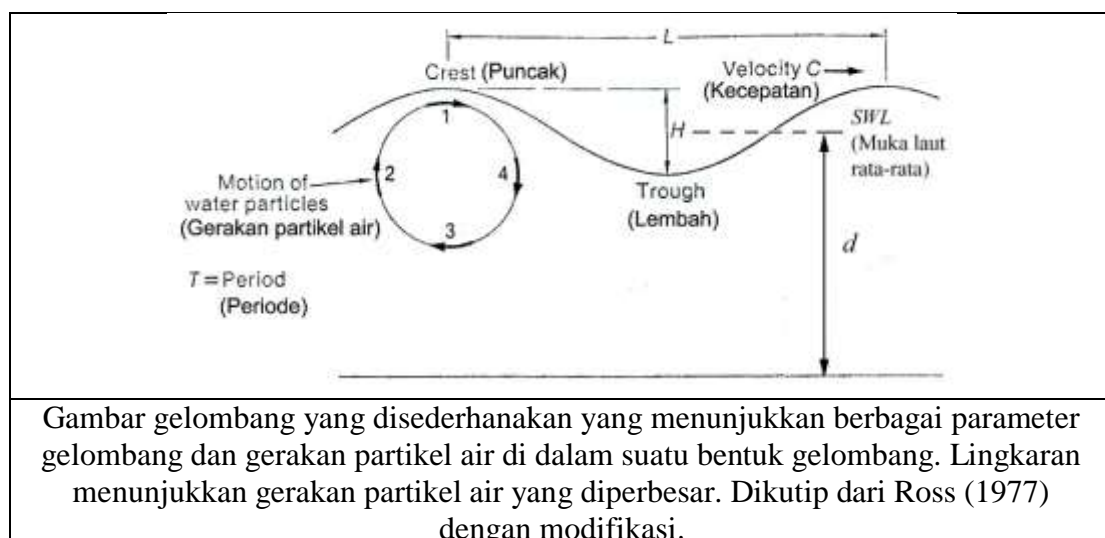 L
Crest (Puncak)
Velocity C
(Kecepatan)
1
H
SWL
(Muka laut
rata-rata)
2
4
Motion of
water particles
(Gerakan partikel air)
Trough
(Lembah)
3
d
T = Period
(Periode)
Gambar gelombang yang disederhanakan yang menunjukkan berbagai parameter
gelombang dan gerakan partikel air di dalam suatu bentuk gelombang. Lingkaran
menunjukkan gerakan partikel air yang diperbesar. Dikutip dari Ross (1977)
dengan modifikasi.